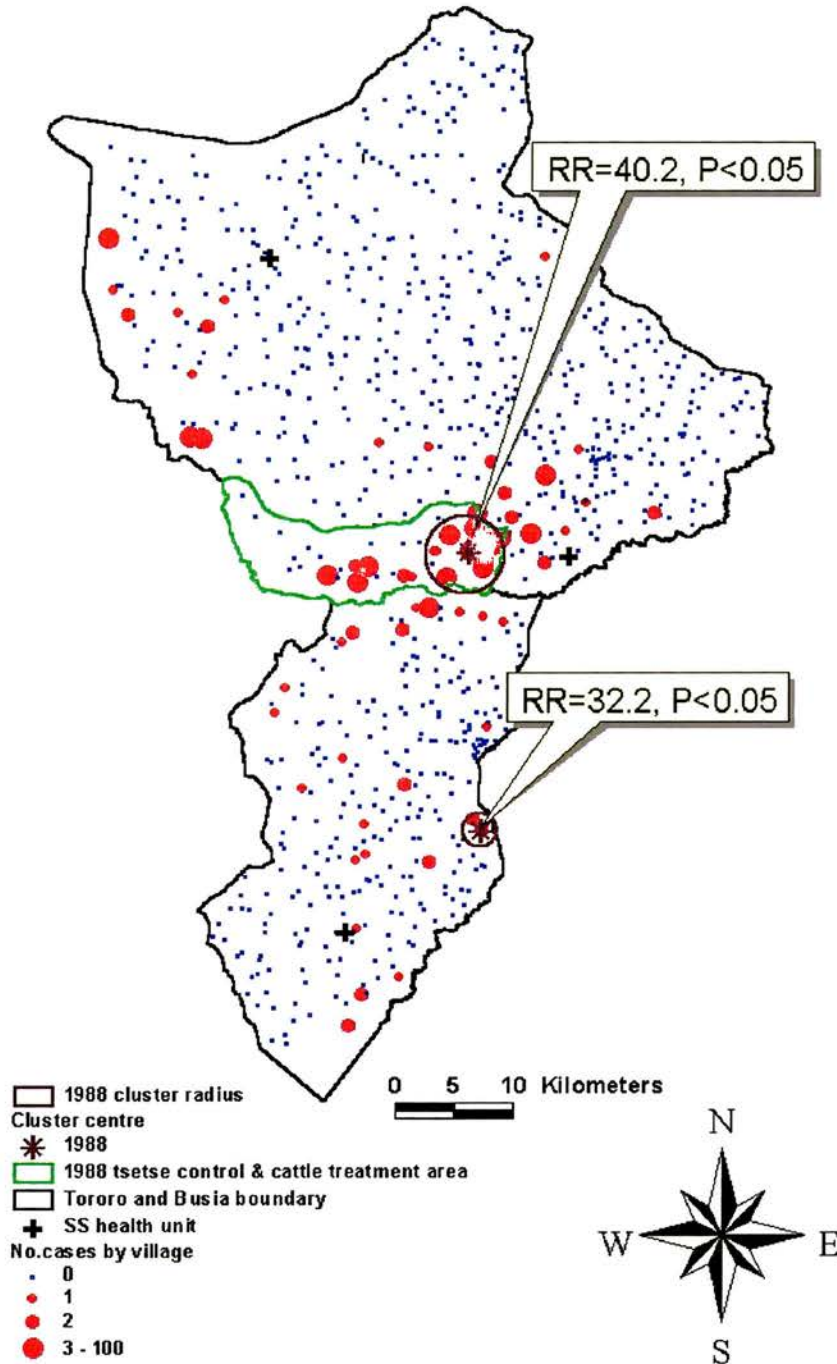 RR=40.2, P<0.05
RR=32.2, P<0.05
1988 cluster radius
Cluster centre
1988
1988 tsetse control & cattle treatment area
Tororo and Busia boundary
SS health unit
No.cases by village
0
1
2
3 - 100
0 5 10 Kilometers
N
W E
S